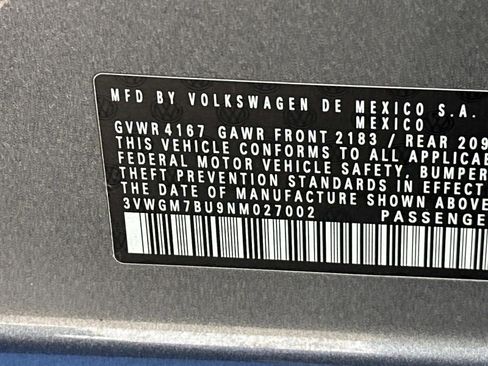 MFD BY VOLKSWAGEN DE MEXICO S.A.
MEXICO
GVWR 4167 GAWR FRONT 2183 / REAR 209
THIS VEHICLE CONFORMS TO ALL APPLICAB
FEDERAL MOTOR VEHICLE SAFETY, BUMPER
THEFT PREVENTION STANDARDS IN EFFECT
THE DATE OF MANUFACTURE SHOWN ABOVE
3VWGM7BU9NM027002 PASSENGE